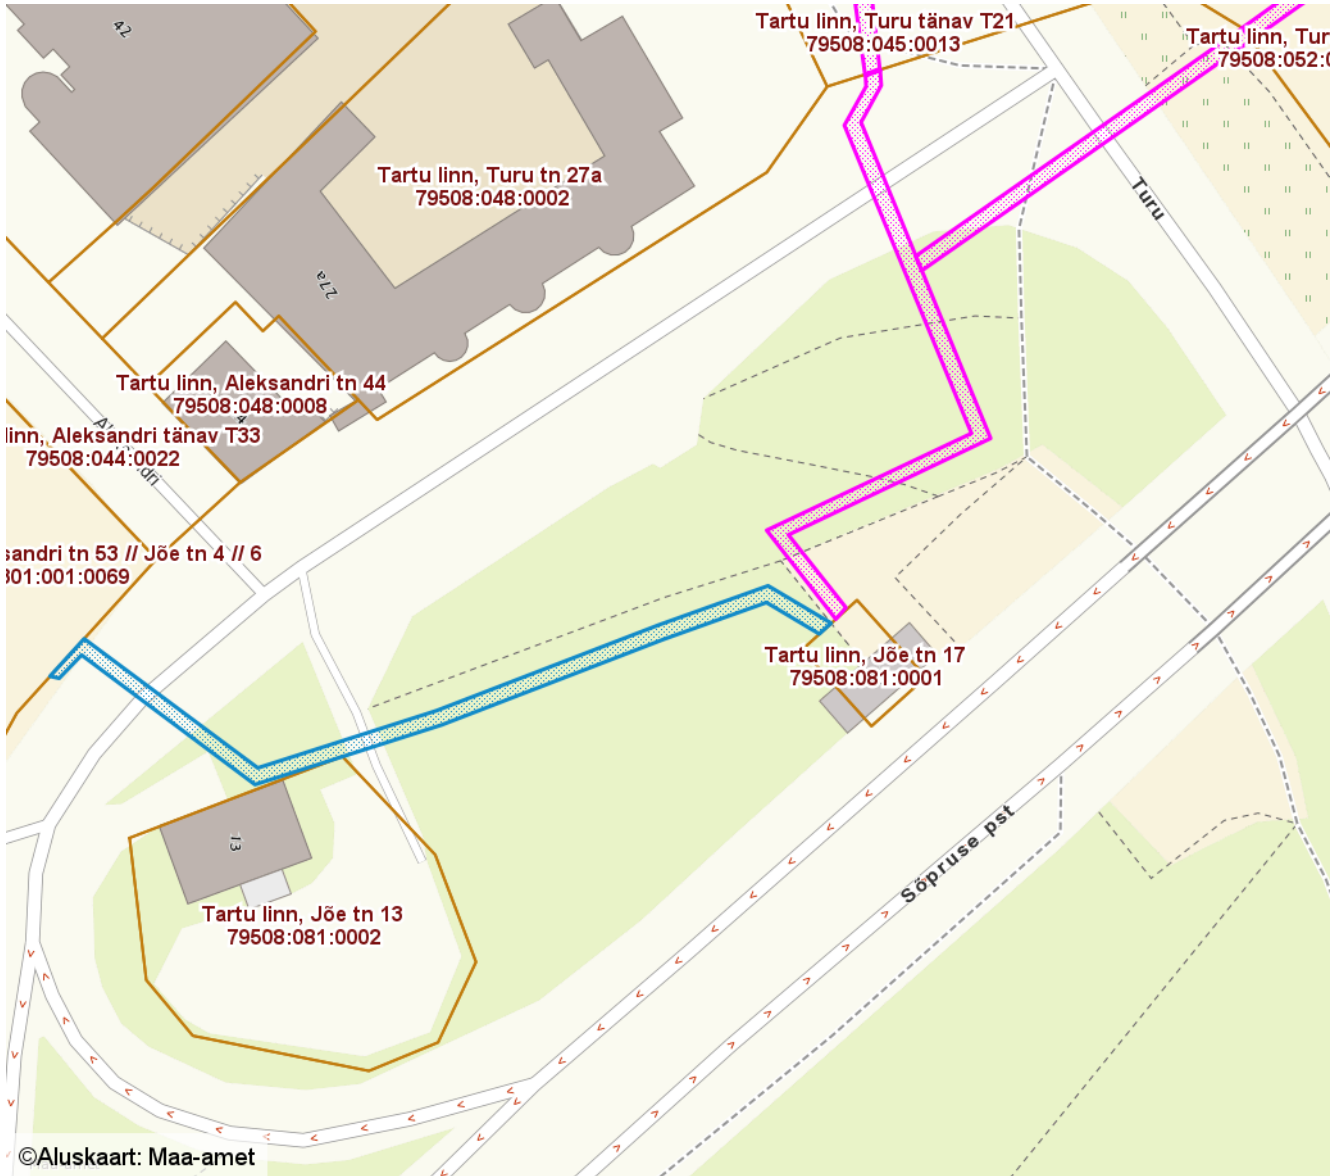 42
Tartu linn, Turu tänav T21
79508:045:0013
Tartu linn, Tur
79508:052:0
Tartu linn, Turu tn 27a
79508:048:0002
Turu
27a
Tartu linn, Aleksandri tn 44
79508:048:0008
linn, Aleksandri tänav T33
79508:044:0022
sandri tn 53 // Jõe tn 4 // 6
301:001:0069
Tartu linn, Jõe tn 17
79508:081:0001
13
Sõpruse pst
Tartu linn, Jõe tn 13
79508:081:0002
©Aluskaart: Maa-amet